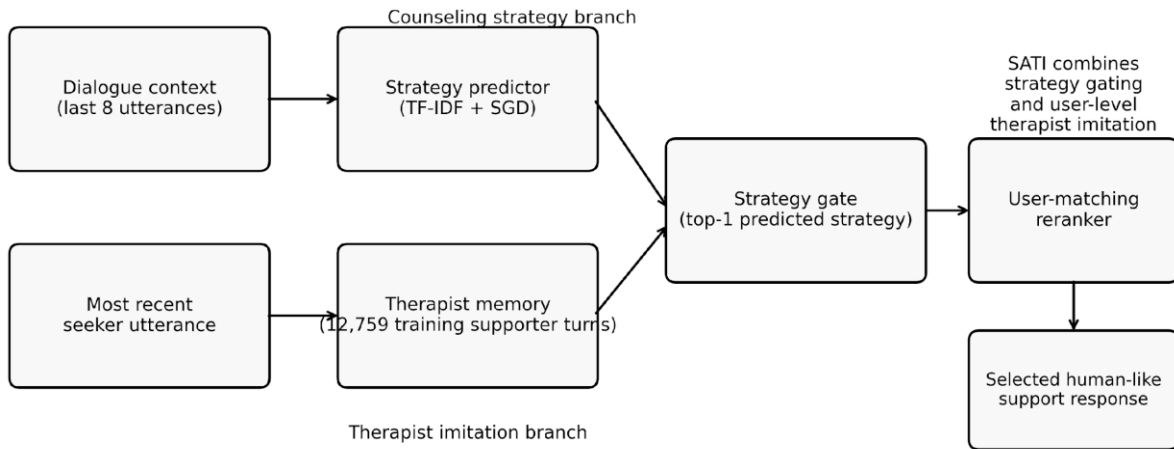 Counseling strategy branch
Dialogue context
(last 8 utterances)
Strategy predictor
(TF-IDF + SGD)
SATI combines
strategy gating
and user-level
therapist imitation
Strategy gate
(top-1 predicted strategy)
User-matching
reranker
Most recent
seeker utterance
Therapist memory
(12,759 training supporter turns)
Selected human-like
support response
Therapist imitation branch